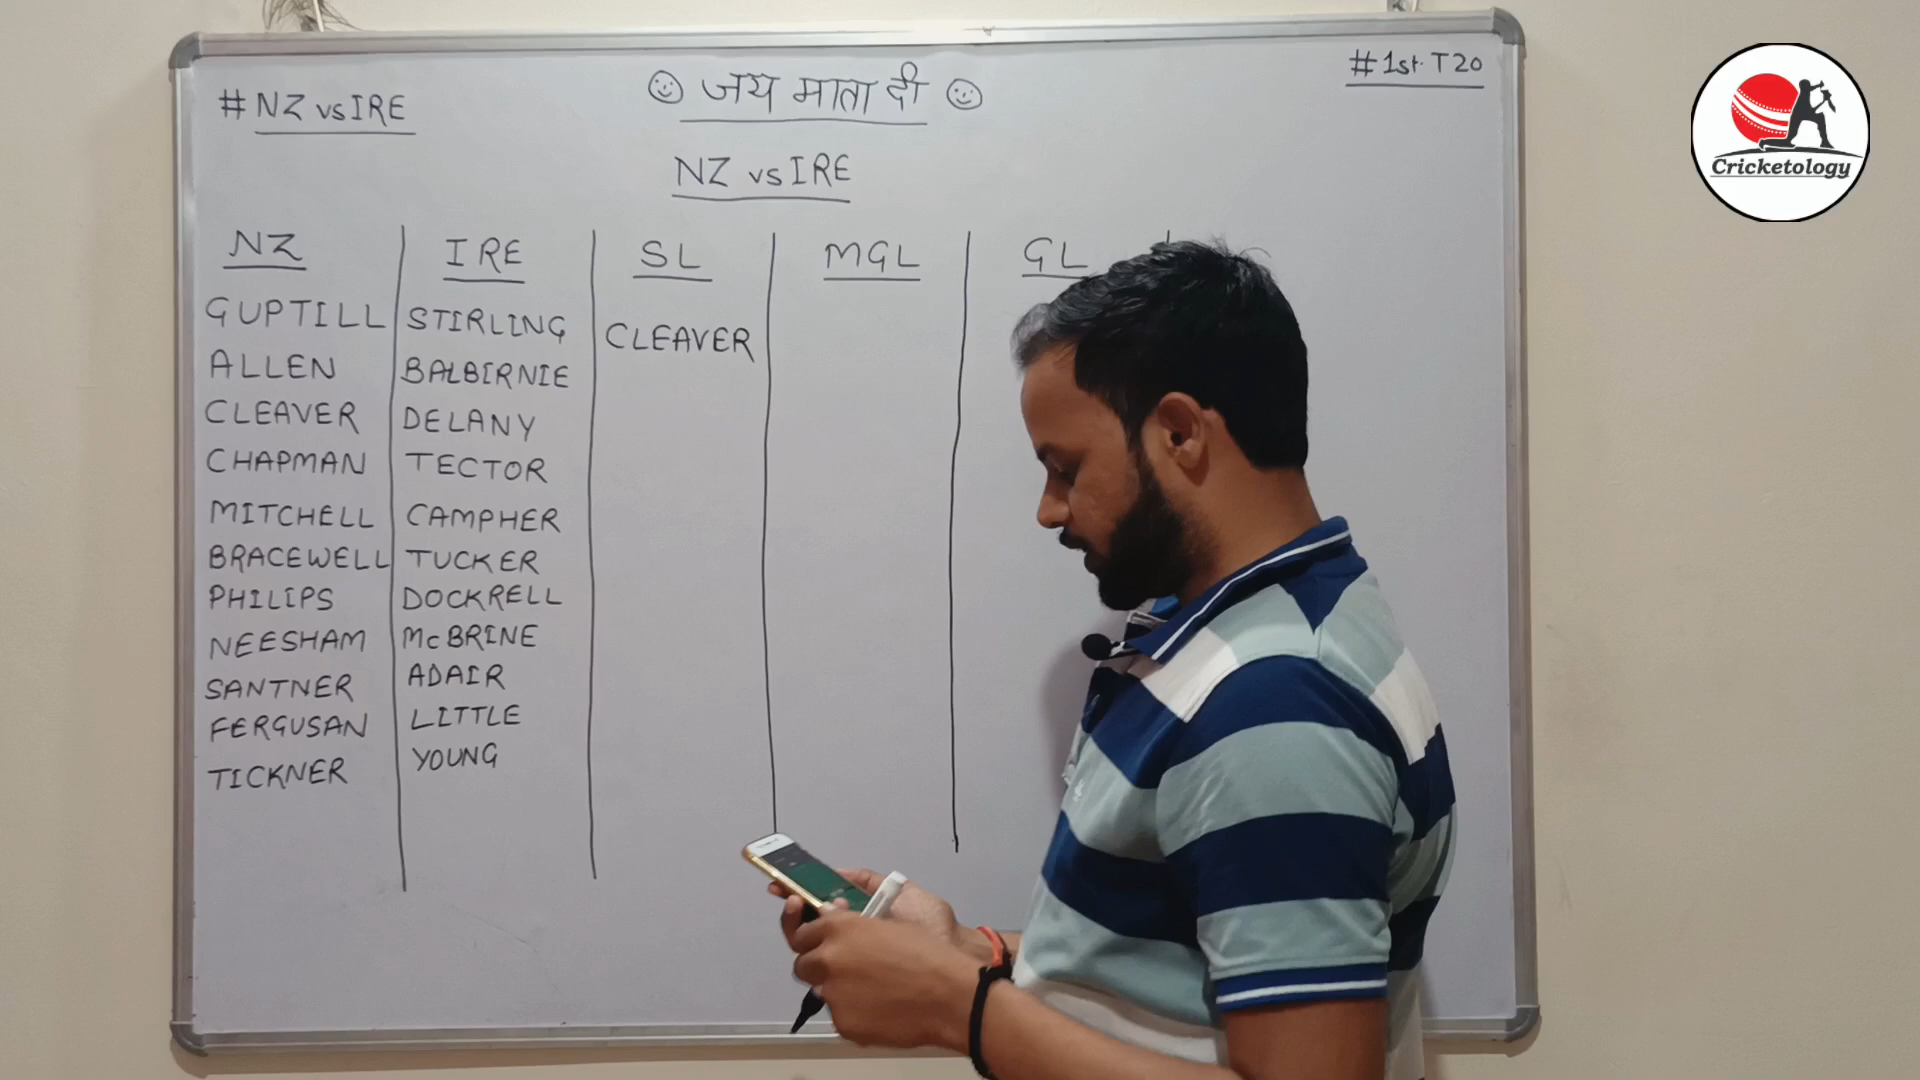 # NZ vs IRE
जय माता दी
# 1st T20
Cricketology
NZ vs IRE
NZ
IRE
SL
MGL
GL
GUPTILL
ALLEN
CLEAVER
CHAPMAN
MITCHELL
BRACEWELL
PHILIPS
NEESHAM
SANTNER
FERGUSAN
TICKNER
STIRLING
BALBIRNIE
DELANY
TECTOR
CAMPHER
TUCKER
DOCKRELL
McBRINE
ADAIR
LITTLE
YOUNG
CLEAVER